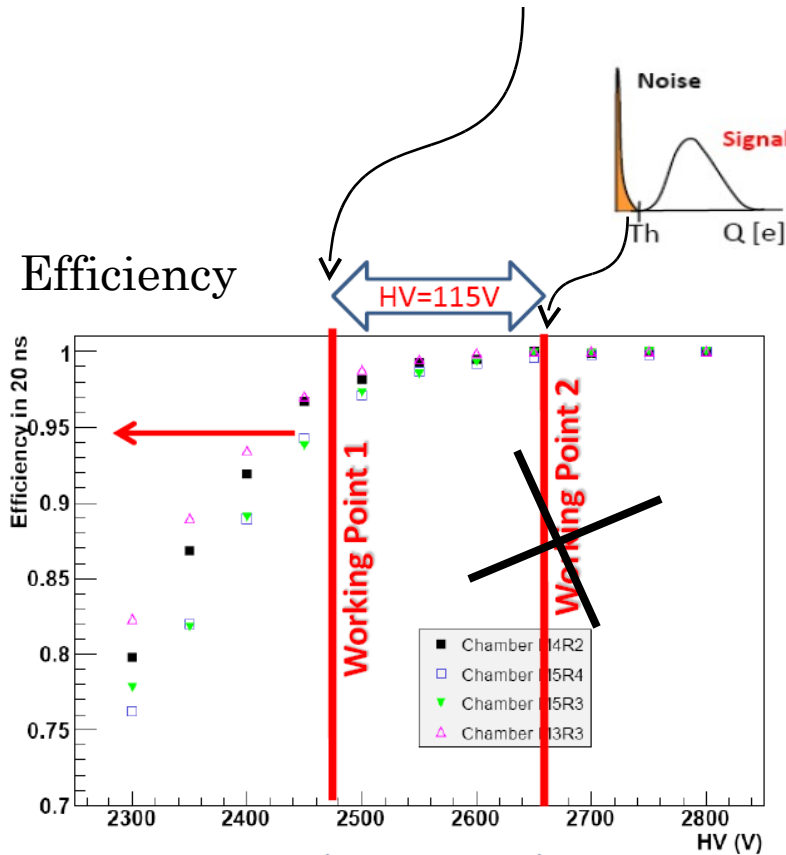 Noise
Signal
Th
Q [e]
Efficiency
HV=115V
Efficiency in 20 ns
1
0.95
0.9
0.85
0.8
0.75
0.7
Working Point 1
Working Point 2
Chamber M4R2
Chamber M5R4
Chamber M5R3
Chamber M3R3
2300
2400
2500
2600
2700
2800
HV (V)